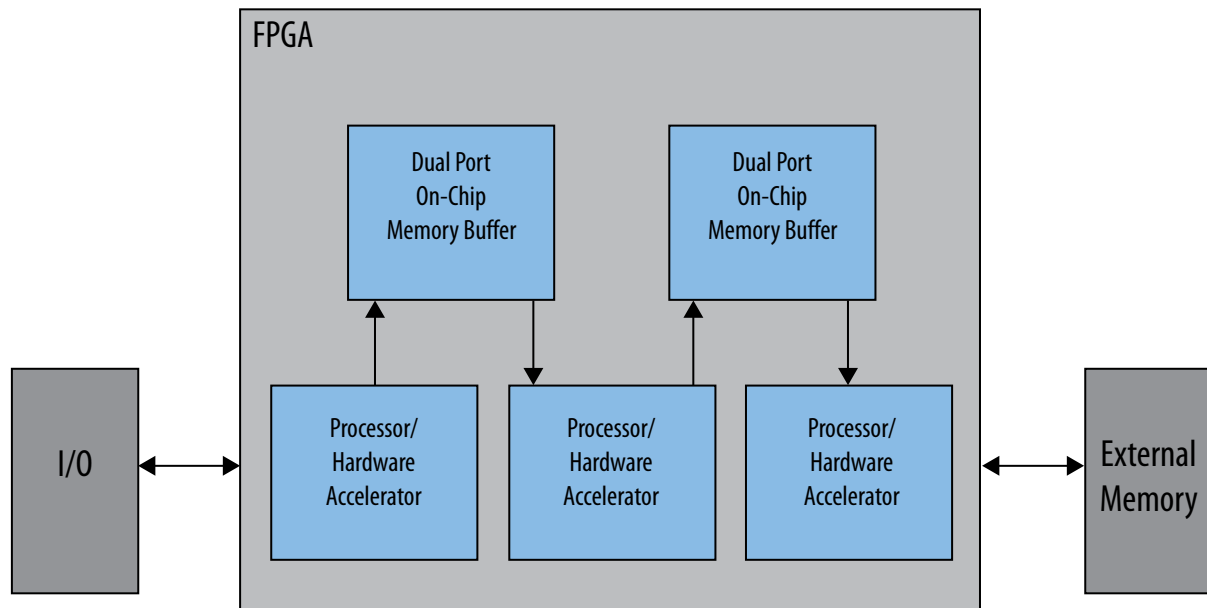 FPGA
Dual Port
On-Chip
Memory Buffer
Dual Port
On-Chip
Memory Buffer
I/O
Processor/
Hardware
Accelerator
Processor/
Hardware
Accelerator
Processor/
Hardware
Accelerator
External
Memory